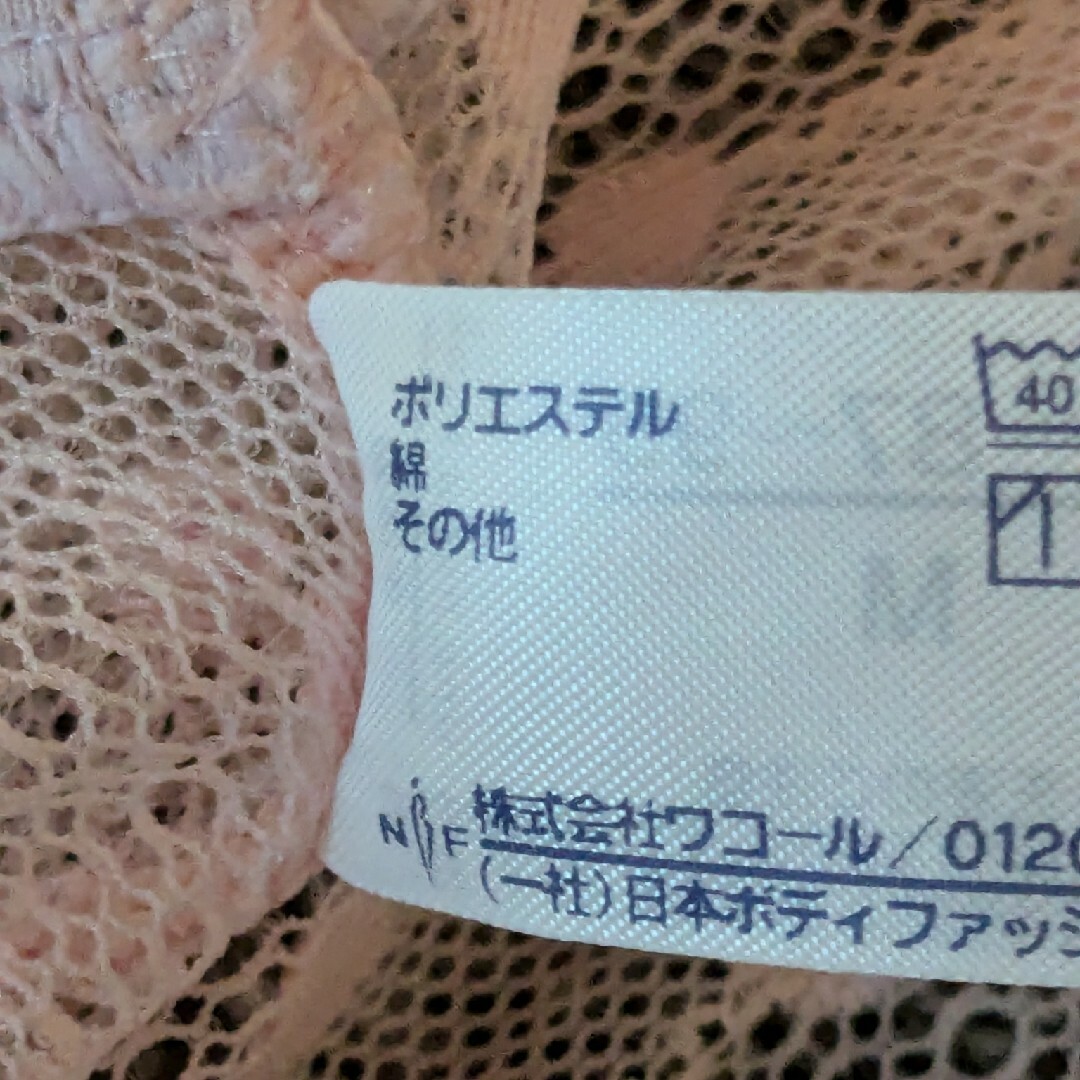 ポリエステル
綿
その他
40
NBF
株式会社ワコール/0120
(一社)日本ボディファッシ